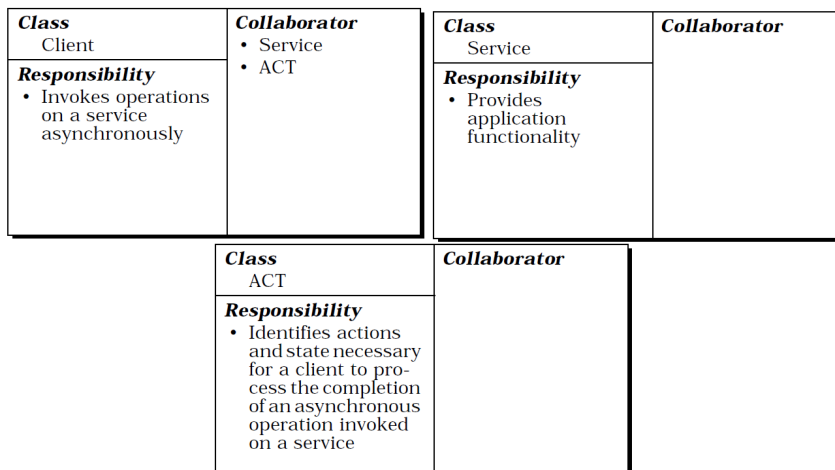 Class
Client
Collaborator
• Service
• ACT
Responsibility
• Invokes operations
on a service
asynchronously
Class
Service
Collaborator
Responsibility
• Provides
application
functionality
Class
ACT
Collaborator
Responsibility
• Identifies actions
and state necessary
for a client to pro-
cess the completion
of an asynchronous
operation invoked
on a service